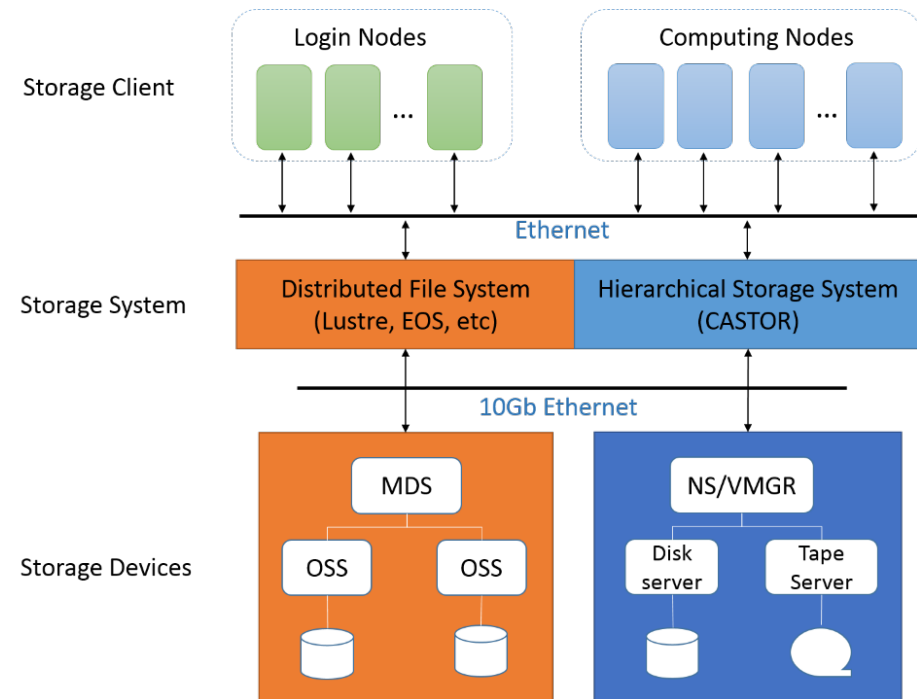 Login Nodes
Computing Nodes
Storage Client
...
...
Ethernet
Storage System
Distributed File System
(Lustre, EOS, etc)
Hierarchical Storage System
(CASTOR)
10Gb Ethernet
MDS
NS/VMGR
Storage Devices
OSS
OSS
Disk
server
Tape
Server